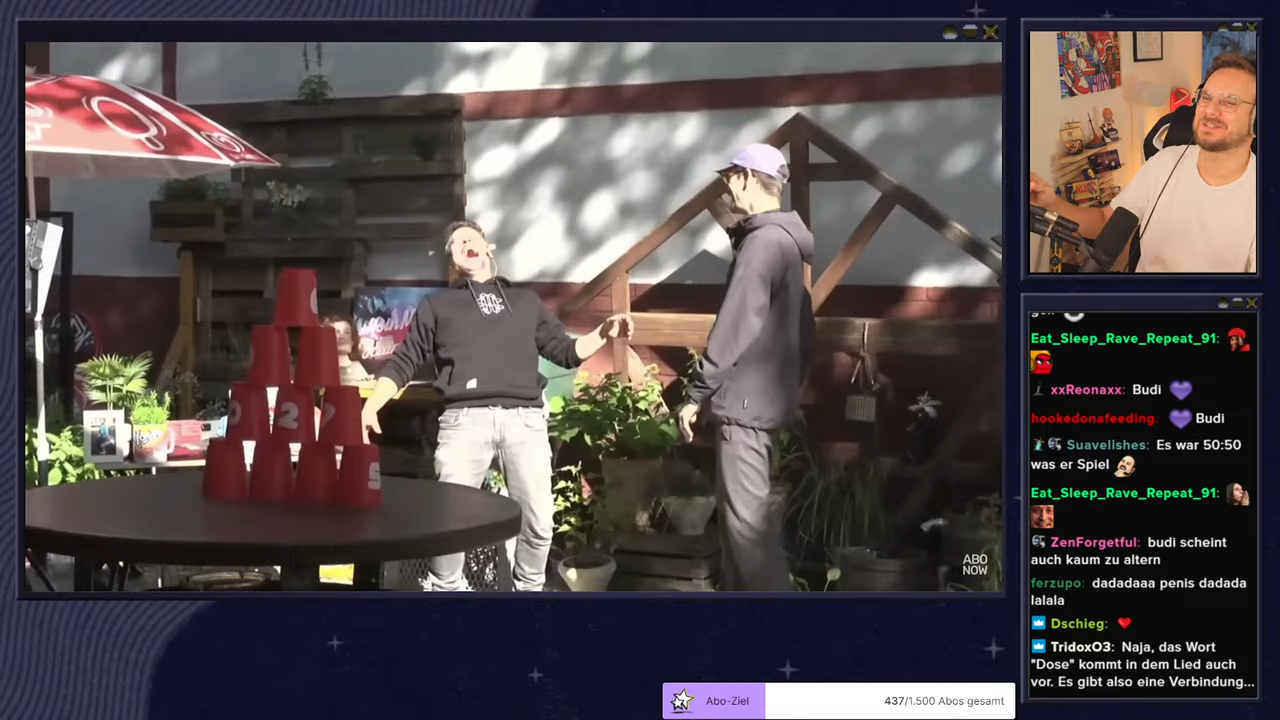 2
ABO
NOW
Eat_Sleep_Rave_Repeat_91:
xxReonaxx: Budi
hookedonafeeding: Budi
Suavelishes: Es war 50:50
was er Spiel
Eat_Sleep_Rave_Repeat_91:
ZenForgetful: budi scheint
auch kaum zu altern
ferzupo: dadadaaa penis dadada
lalala
Dschieg:
TridoxO3: Naja, das Wort
"Dose" kommt in dem Lied auch
vor. Es gibt also eine Verbindung...
Abo-Ziel
437/1.500 Abos gesamt